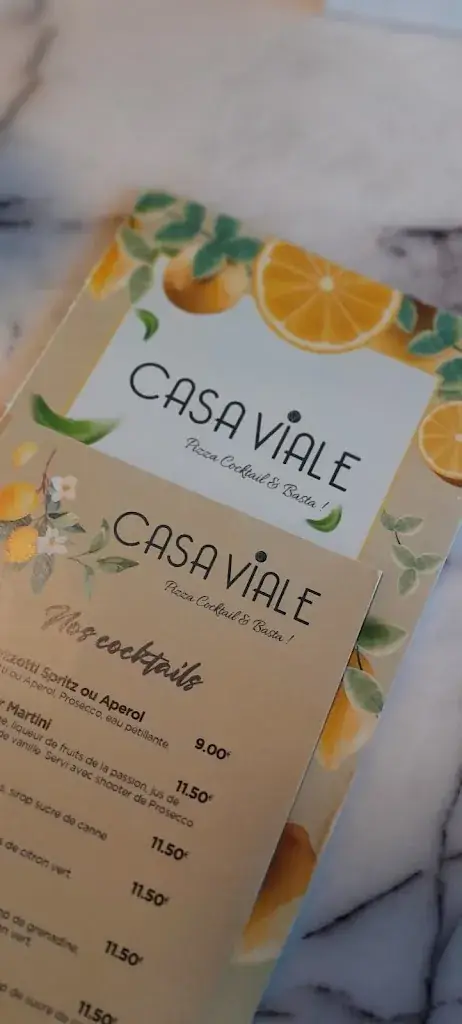 CASA VIALE
Pizza Cocktail & Basta !
CASA VIALE
Pizza Cocktail & Basta !
Nos cocktails
Spritz ou Aperol
ou Aperol, Prosecco, eau pétillante. 9.00€
Martini
liqueur de fruits de la passion, jus de
de vanille. Servi avec shooter de Prosecco 11.50€
sirop sucre de canne 11.50€
de citron vert 11.50€
de grenadine,
vert 11.50€
de sucre de 11.50€